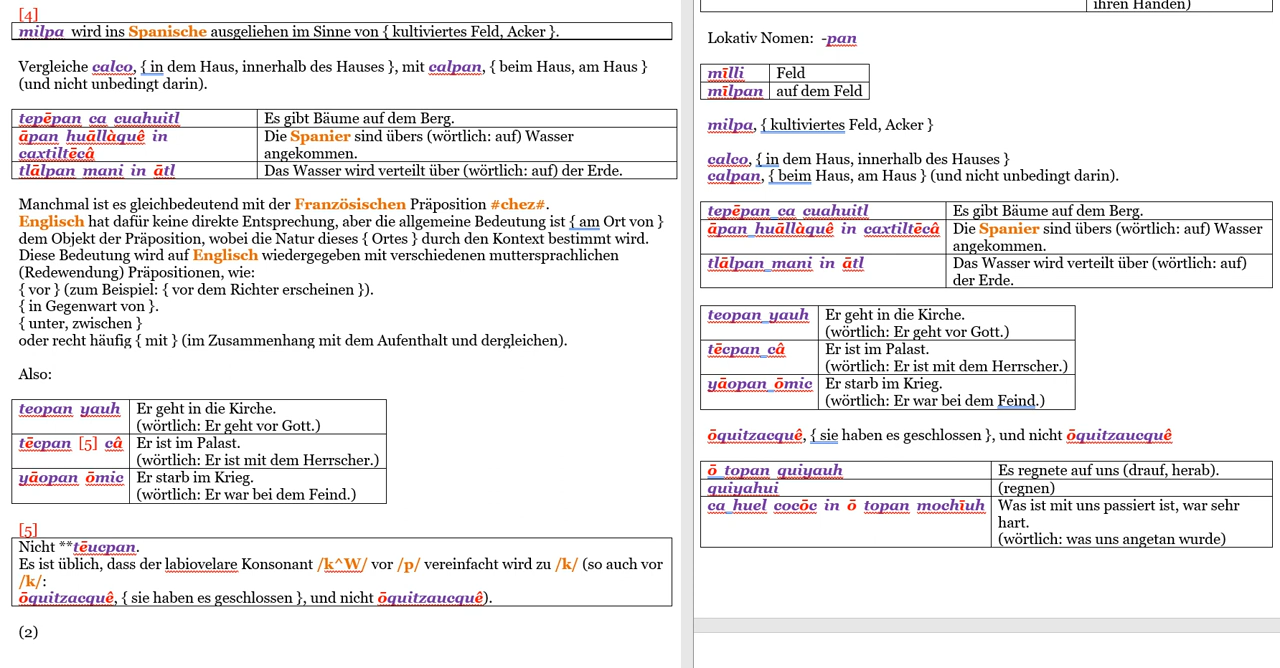 [4]
milpa wird ins Spanische ausgeliehen im Sinne von { kultiviertes Feld, Acker }.
Vergleiche calco, { in dem Haus, innerhalb des Hauses }, mit calpan, { beim Haus, am Haus }
(und nicht unbedingt darin).
tepēpan ca cuahuitl Es gibt Bäume auf dem Berg.
āpan huāllàquê in Die Spanier sind übers (wörtlich: auf) Wasser
caxtiltēcâ angekommen.
tlālpan mani in ātl Das Wasser wird verteilt über (wörtlich: auf) der Erde.
Manchmal ist es gleichbedeutend mit der Französischen Präposition #chez#.
Englisch hat dafür keine direkte Entsprechung, aber die allgemeine Bedeutung ist { am Ort von }
dem Objekt der Präposition, wobei die Natur dieses { Ortes } durch den Kontext bestimmt wird.
Diese Bedeutung wird auf Englisch wiedergegeben mit verschiedenen muttersprachlichen
(Redewendung) Präpositionen, wie:
{ vor } (zum Beispiel: { vor dem Richter erscheinen }).
{ in Gegenwart von }.
{ unter, zwischen }
oder recht häufig { mit } (im Zusammenhang mit dem Aufenthalt und dergleichen).
Also:
teopan yauh Er geht in die Kirche.
(wörtlich: Er geht vor Gott.)
tēcpan [5] câ Er ist im Palast.
(wörtlich: Er ist mit dem Herrscher.)
yāopan ōmic Er starb im Krieg.
(wörtlich: Er war bei dem Feind.)
[5]
Nicht **tēucpan.
Es ist üblich, dass der labiovelare Konsonant /k^W/ vor /p/ vereinfacht wird zu /k/ (so auch vor
/k/:
ōquitzacquê, { sie haben es geschlossen }, und nicht ōquitzaucquê).
(2)
ihren Händen)
Lokativ Nomen: -pan
mīlli Feld
mīlpan auf dem Feld
milpa, { kultiviertes Feld, Acker }
calco, { in dem Haus, innerhalb des Hauses }
calpan, { beim Haus, am Haus } (und nicht unbedingt darin).
tepēpan ca cuahuitl Es gibt Bäume auf dem Berg.
āpan huāllàquê in caxtiltēcâ Die Spanier sind übers (wörtlich: auf) Wasser
angekommen.
tlālpan mani in ātl Das Wasser wird verteilt über (wörtlich: auf)
der Erde.
teopan yauh Er geht in die Kirche.
(wörtlich: Er geht vor Gott.)
tēcpan câ Er ist im Palast.
(wörtlich: Er ist mit dem Herrscher.)
yāopan ōmic Er starb im Krieg.
(wörtlich: Er war bei dem Feind.)
ōquitzacquê, { sie haben es geschlossen }, und nicht ōquitzaucquê
ō topan quiyauh Es regnete auf uns (drauf, herab).
quiyahui (regnen)
ca huel cocōc in ō topan mochīuh Was ist mit uns passiert ist, war sehr
hart.
(wörtlich: was uns angetan wurde)